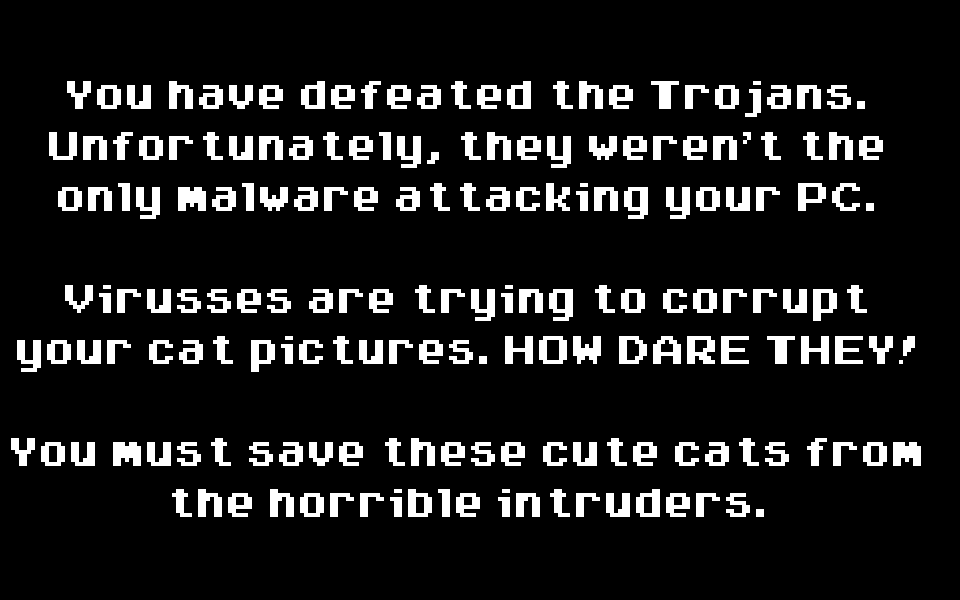 You have defeated the Trojans.
Unfortunately, they weren't the
only malware attacking your PC.
Virusses are trying to corrupt
your cat pictures. HOW DARE THEY!
You must save these cute cats from
the horrible intruders.